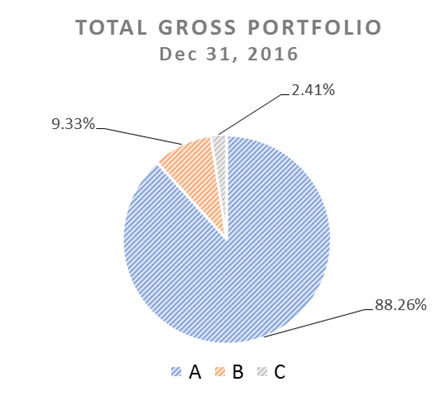 TOTAL GROSS PORTFOLIO
Dec 31, 2016
2.41%
9.33%
88.26%
A B C